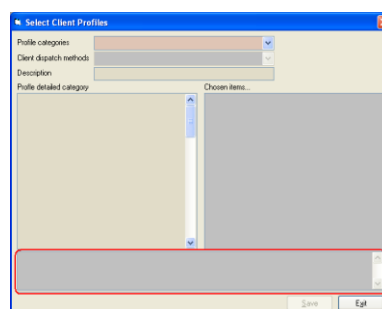 Select Client Profiles
Profile categories
Client dispatch methods
Description
Profile detailed category
Chosen items...
Save
Exit